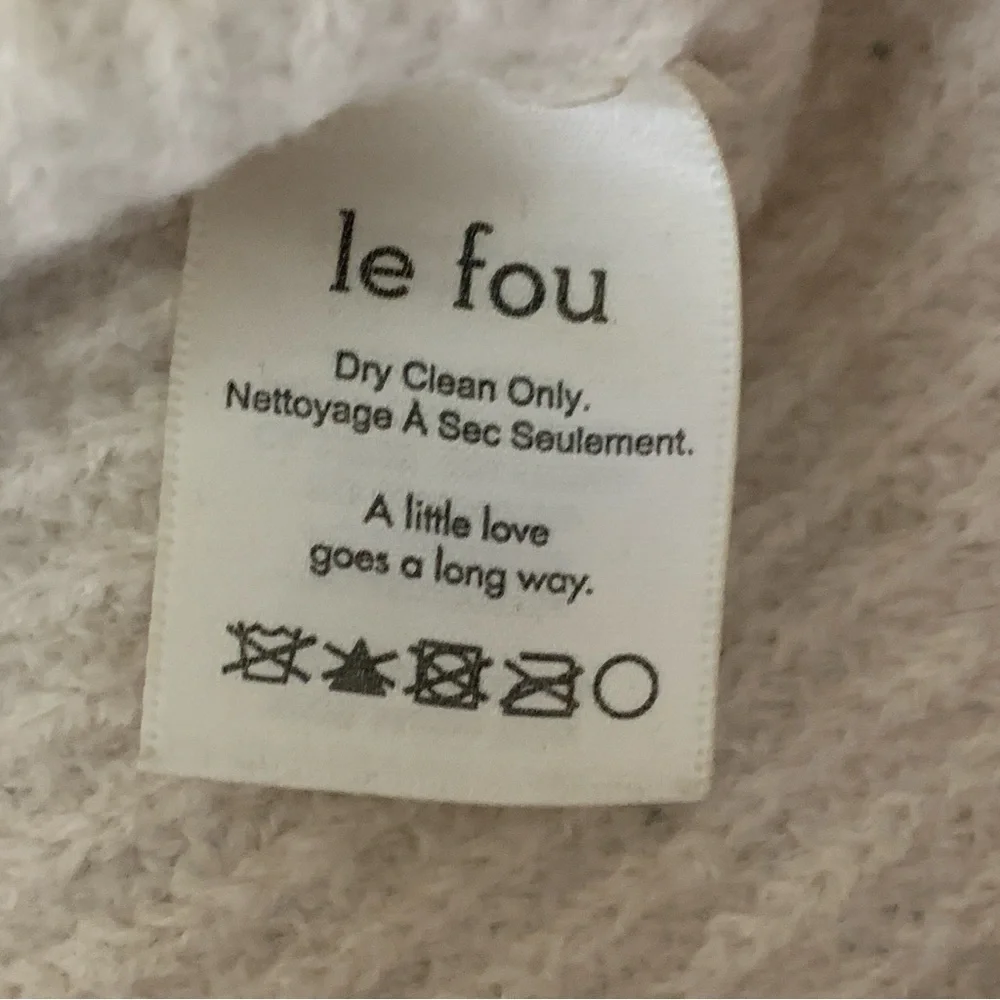 le fou
Dry Clean Only.
Nettoyage À Sec Seulement.
A little love
goes a long way.